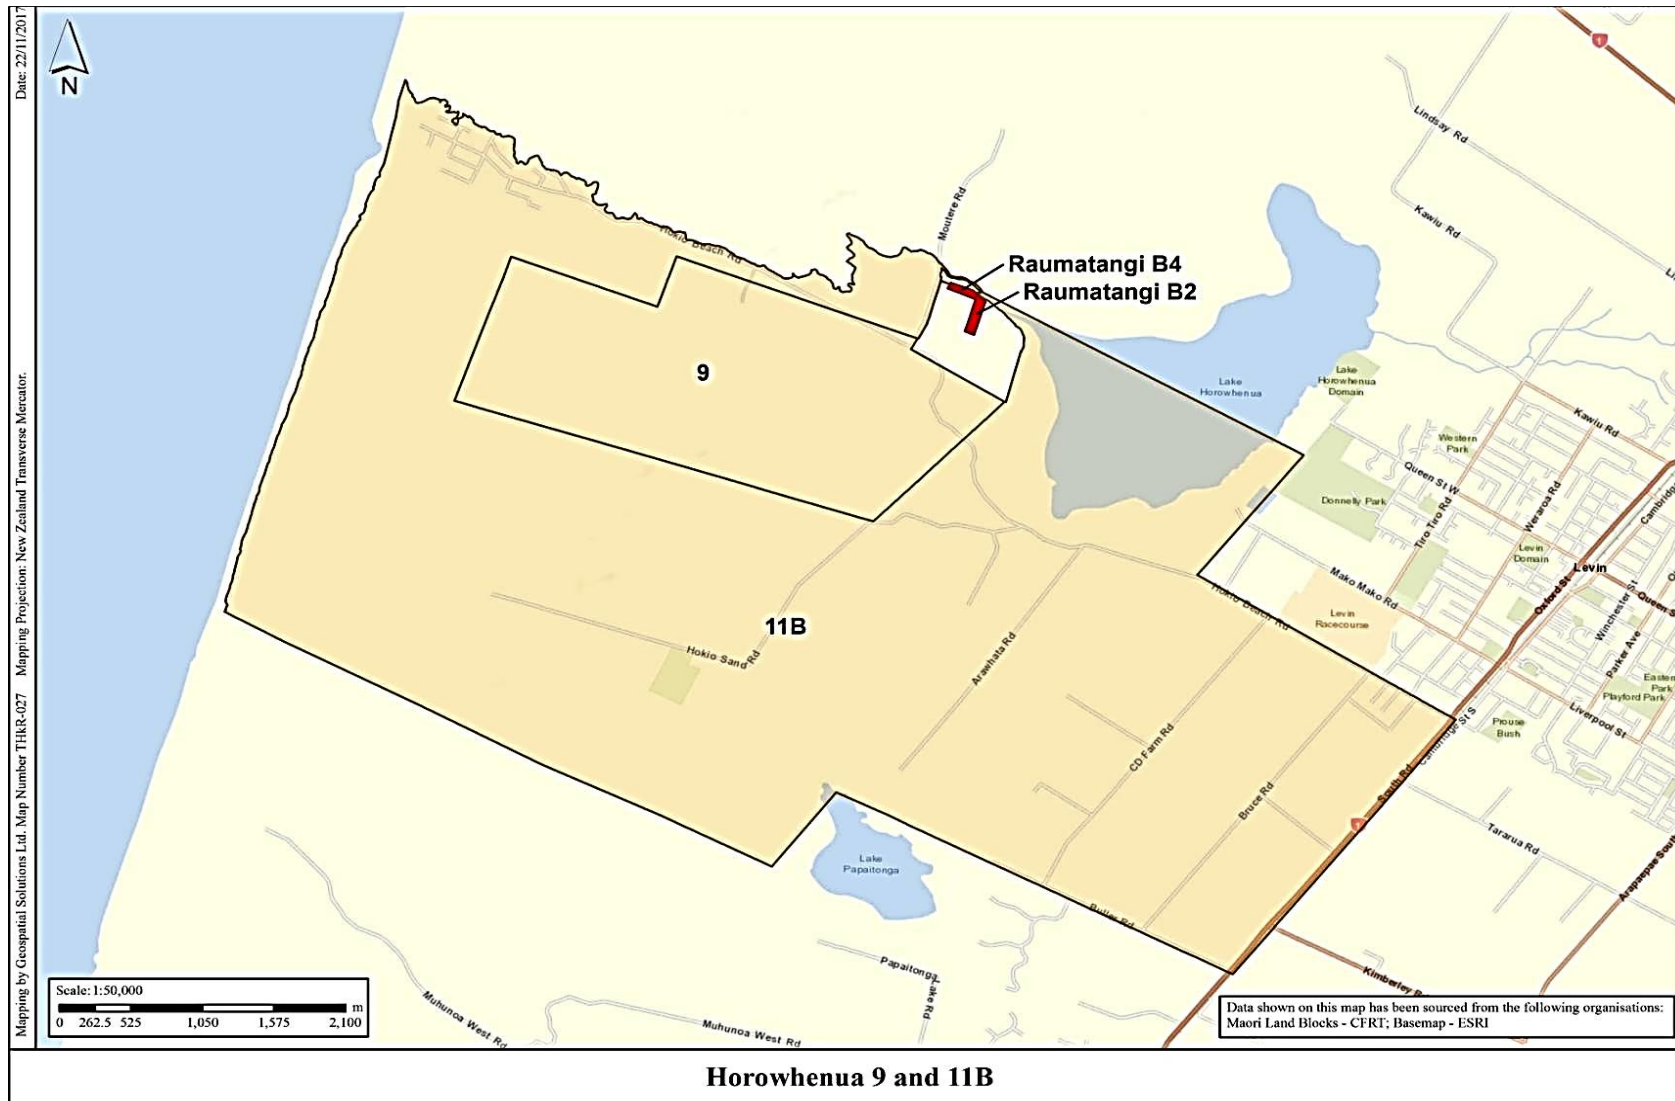 Date: 22/11/2017
Mapping Projection: New Zealand Transverse Mercator.
Mapping by Geospatial Solutions Ltd. Map Number THkR-027
N
1
Lindsay Rd
Kawiu Rd
Moutere Rd
Hokio Beach Rd
Raumatangi B4
Raumatangi B2
9
Lake
Horowhenua
Lake
Horowhenua
Domain
Kawiu Rd
Western
Park
Queen St W
Donnelly Park
Tiro Tiro Rd
Weraroa Rd
Cambridge
Levin
Domain
Levin
Mako Mako Rd
Oxford St
Winchester St
Queen S
Hokio Beach Rd
Levin
Racecourse
Parker Ave
11B
Hokio Sand Rd
Arawhata Rd
Eastern
Park
Playford Park
Liverpool St
Prouse
Bush
Cambridge St S
CD Farm Rd
South Rd
Bruce Rd
1
Tararua Rd
Arapaepae South
Lake
Papaitonga
Buller Rd
Papaitonga Lake Rd
Kimberley R
Muhunoa West Rd
Muhunoa West Rd
Scale: 1:50,000
m
0 262.5 525 1,050 1,575 2,100
Data shown on this map has been sourced from the following organisations:
Maori Land Blocks - CFRT; Basemap - ESRI
Horowhenua 9 and 11B